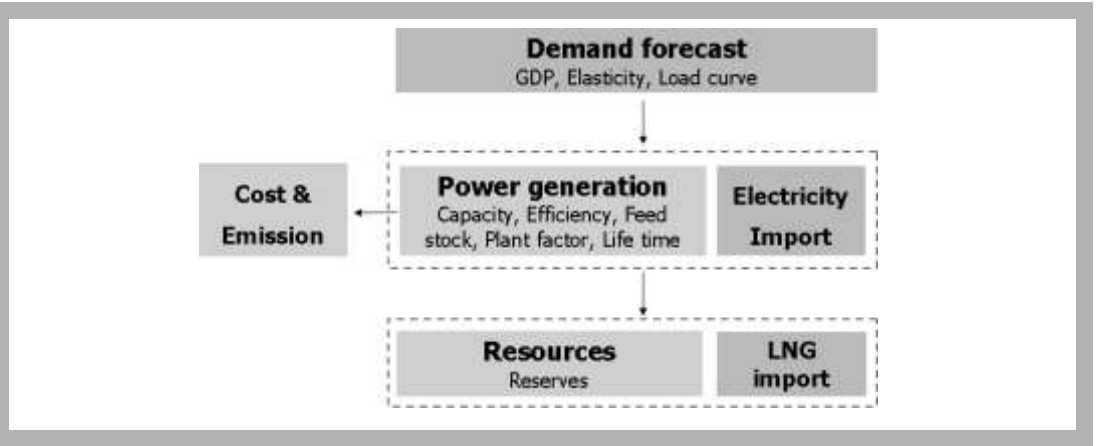 Demand forecast
GDP, Elasticity, Load curve
Cost &
Emission
Power generation
Capacity, Efficiency, Feed
stock, Plant factor, Life time
Electricity
Import
Resources
Reserves
LNG
import